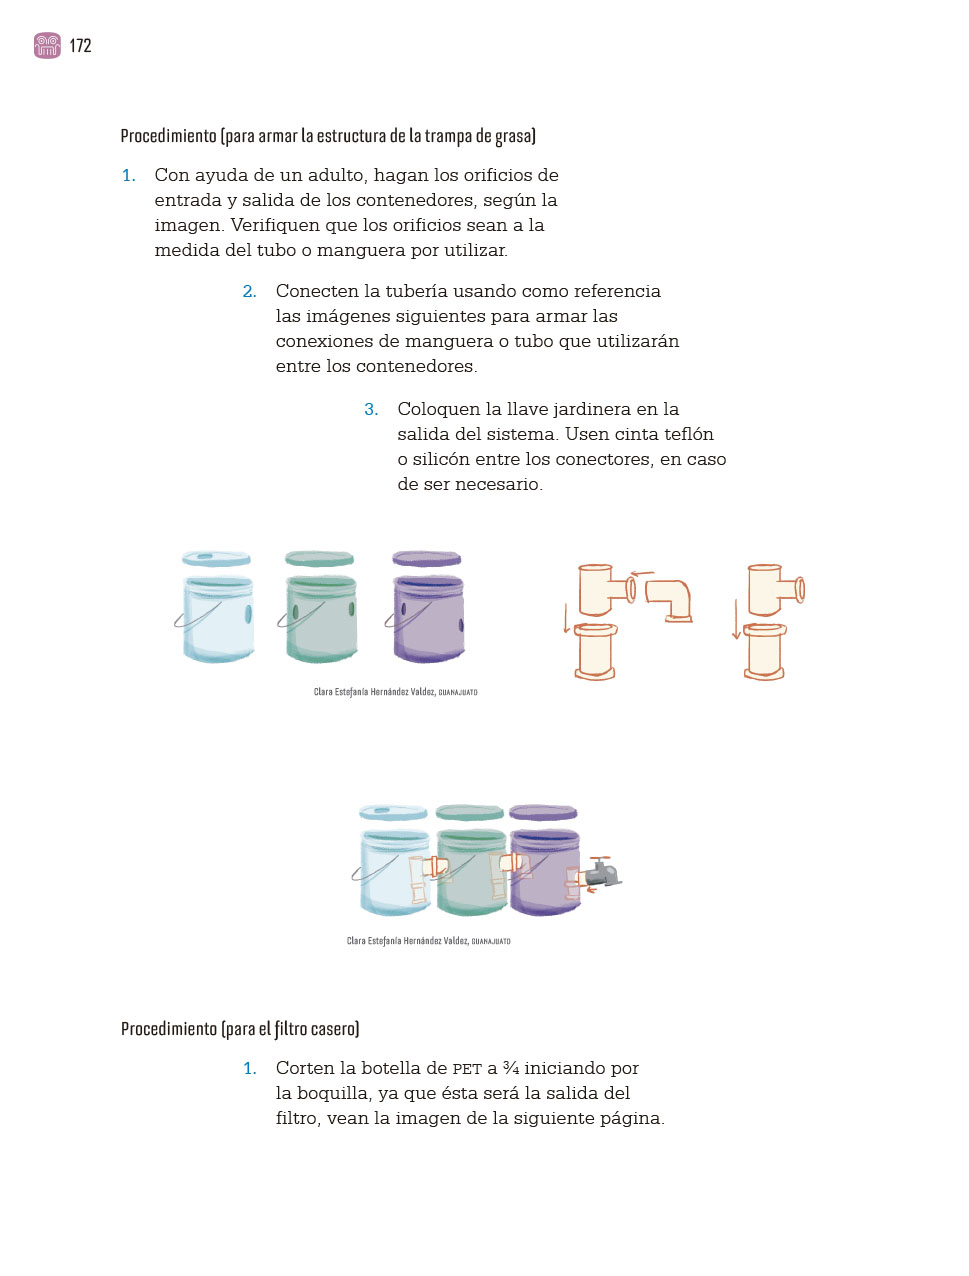 172
Procedimiento (para armar la estructura de la trampa de grasa)
1. Con ayuda de un adulto, hagan los orificios de
entrada y salida de los contenedores, según la
imagen. Verifiquen que los orificios sean a la
medida del tubo o manguera por utilizar.
2. Conecten la tubería usando como referencia
las imágenes siguientes para armar las
conexiones de manguera o tubo que utilizarán
entre los contenedores.
3. Coloquen la llave jardinera en la
salida del sistema. Usen cinta teflón
o silicón entre los conectores, en caso
de ser necesario.
Clara Estefanía Hernández Valdez, GUANAJUATO
Clara Estefanía Hernández Valdez, GUANAJUATO
Procedimiento (para el filtro casero)
1. Corten la botella de PET a ¾ iniciando por
la boquilla, ya que ésta será la salida del
filtro, vean la imagen de la siguiente página.